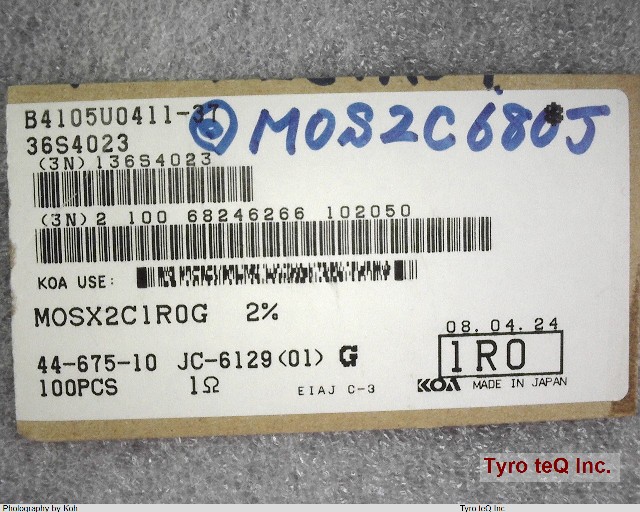 B4105U0411-37
MOS2C680J
36S4023
(3N) 136S4023
(3N) 2 100 68246266 102050
KOA USE:
MOSX2C1R0G 2%
08.04.24
1R0
44-675-10 JC-6129(01) G
100PCS 1Ω EIAJ C-3 KOA MADE IN JAPAN
Tyro teQ Inc.
Photography by Koh Tyro teQ Inc